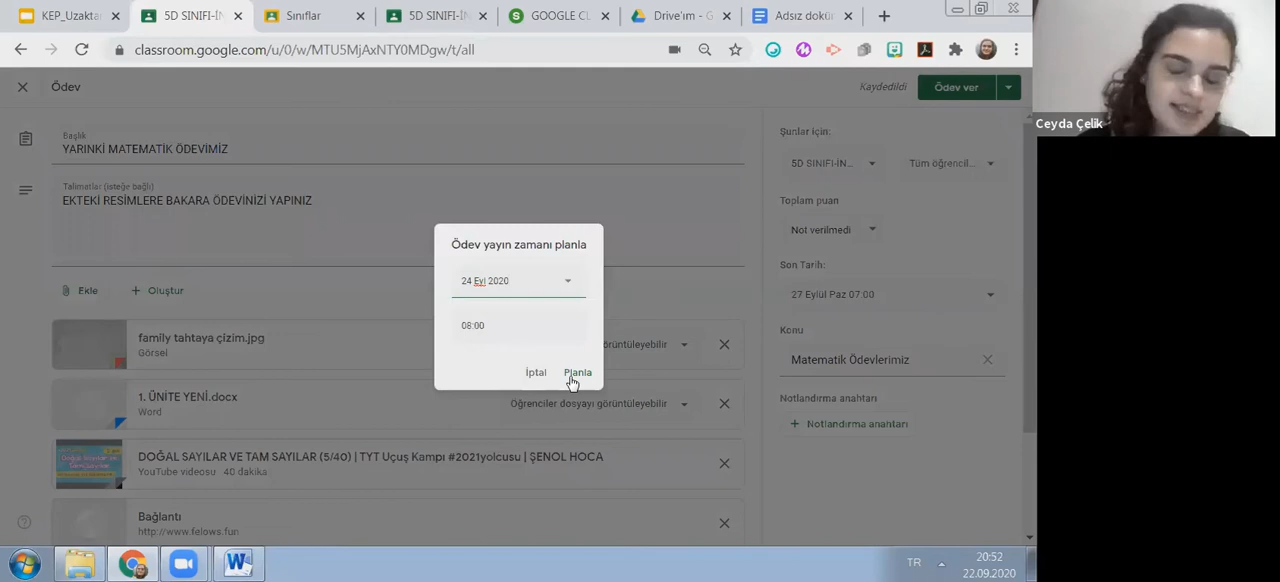 KEP_Uzakta
5D SINIFI-İN
Sınıflar
5D SINIFI-İN
GOOGLE CL
Drive'ım - G
Adsız dokür
classroom.google.com/u/0/w/MTU5MjAxNTY0MDgw/t/all
Ödev
Kaydedildi
Ödev ver
Ceyda Çelik
Başlık
YARINKİ MATEMATİK ÖDEVİMİZ
Talimatlar (isteğe bağlı)
EKTEKİ RESİMLERE BAKARA ÖDEVİNİZİ YAPINIZ
Ekle
Oluştur
Şunlar için:
5D SINIFI-İN...
Tüm öğrencil...
Toplam puan
Not verilmedi
Son Tarih:
27 Eylül Paz 07:00
Konu
Matematik Ödevlerimiz
Notlandırma anahtarı
Notlandırma anahtarı
Ödev yayın zamanı planla
24 Eyl 2020
08:00
İptal
Planla
family tahtaya çizim.jpg
Görsel
görüntüleyebilir
1. ÜNİTE YENİ.docx
Word
Öğrenciler dosyayı görüntüleyebilir
DOĞAL SAYILAR VE TAM SAYILAR (5/40) | TYT Uçuş Kampı #2021yolcusu | ŞENOL HOCA
YouTube videosu 40 dakika
Bağlantı
http://www.felows.fun
TR
20:52
22.09.2020